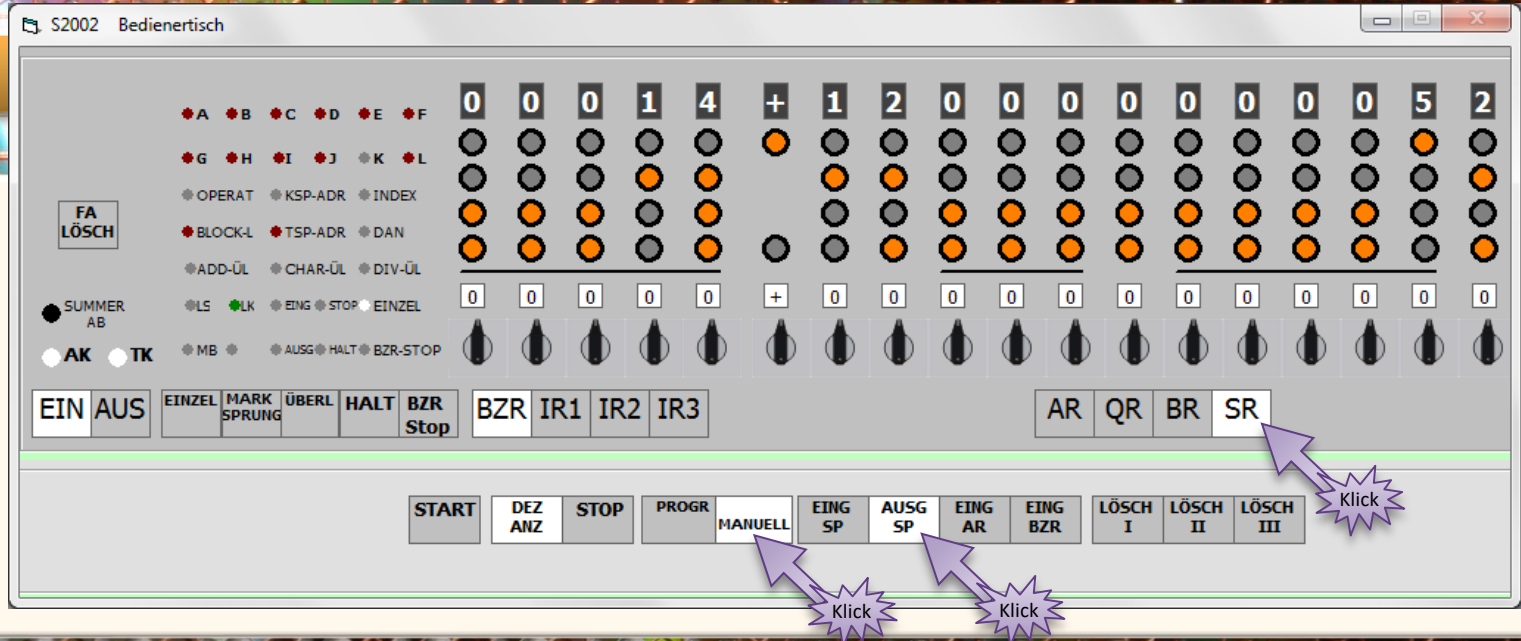 S2002 Bedienertisch
0 0 0 1 4 + 1 2 0 0 0 0 0 0 0 0 5 2
A B C D E F
G H I J K L
OPERAT KSP-ADR INDEX
FA
LÖSCH
BLOCK-L TSP-ADR DAN
ADD-ÜL CHAR-ÜL DIV-ÜL
0 0 0 0 0 + 0 0 0 0 0 0 0 0 0 0 0 0
SUMMER
AB
LS LK EING STOP EINZEL
AK TK
MB AUSG HALT BZR-STOP
EIN AUS
EINZEL
MARK
SPRUNG
ÜBERL
HALT
BZR
Stop
BZR IR1 IR2 IR3
AR QR BR SR
Klick
START
DEZ
ANZ
STOP
PROGR
MANUELL
EING
SP
AUSG
SP
EING
AR
EING
BZR
LÖSCH
I
LÖSCH
II
LÖSCH
III
Klick
Klick